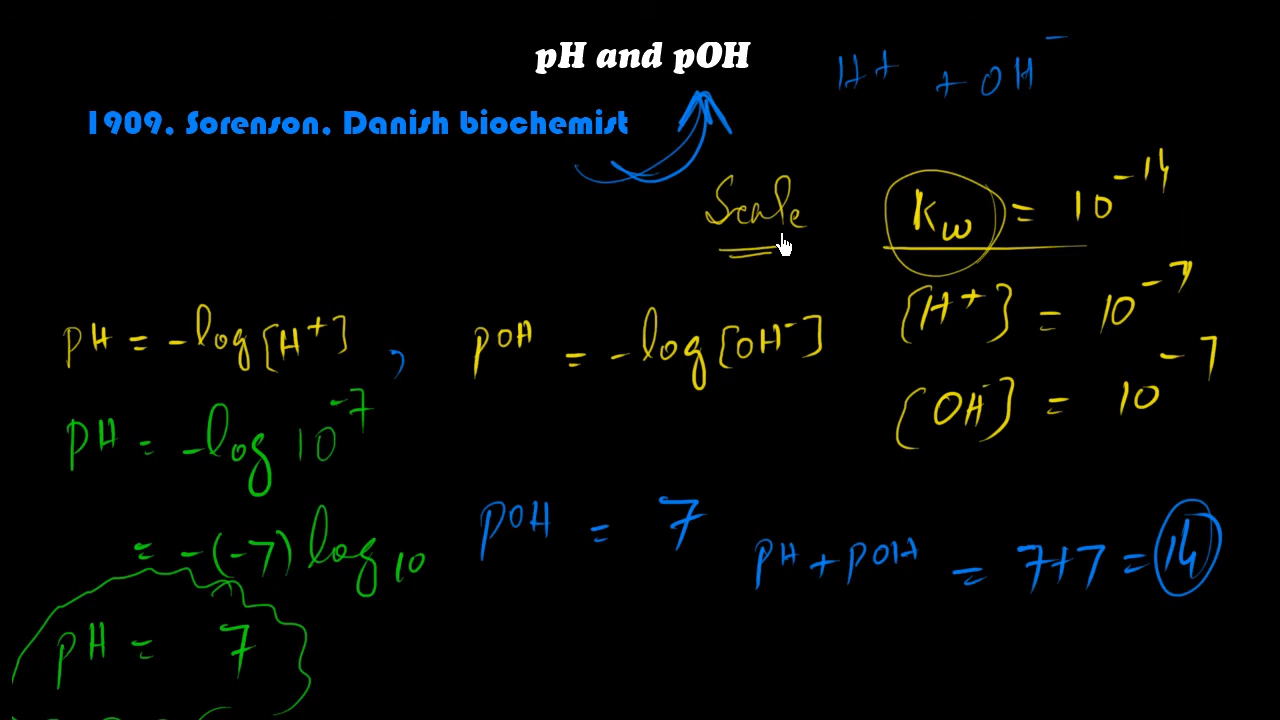 pH and pOH
H+ + OH⁻
1909, Sorenson, Danish biochemist
Scale
Kw = 10⁻¹⁴
[H⁺] = 10⁻⁷
pH = -log[H⁺] , pOH = -log[OH⁻]
[OH⁻] = 10⁻⁷
pH = -log 10⁻⁷
pOH = 7
pH + pOH = 7+7 = 14
= -(-7) log 10
pH = 7